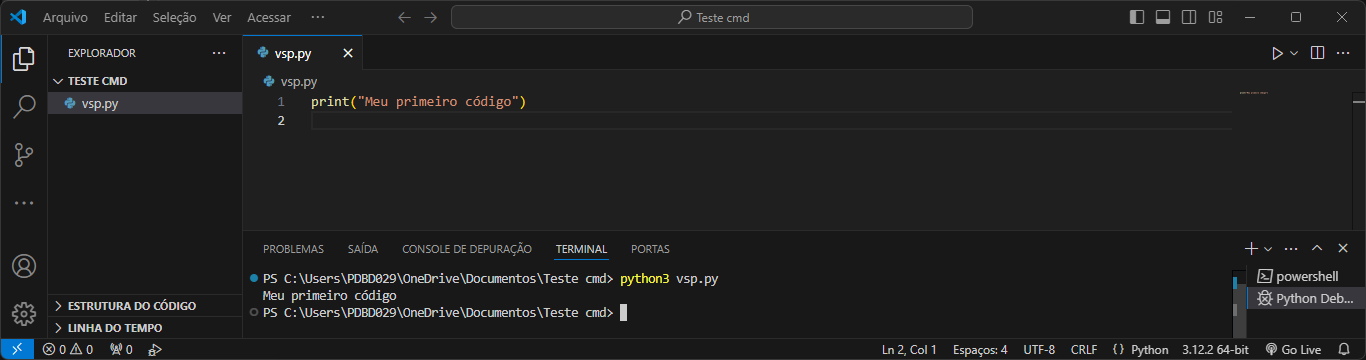 Arquivo Editar Seleção Ver Acessar ··· Teste cmd
EXPLORADOR ···
TESTE CMD
vsp.py
ESTRUTURA DO CÓDIGO
LINHA DO TEMPO
vsp.py
vsp.py
1 print("Meu primeiro código")
2
PROBLEMAS SAÍDA CONSOLE DE DEPURAÇÃO TERMINAL PORTAS
PS C:\Users\PDBD029\OneDrive\Documentos\Teste cmd> python3 vsp.py
Meu primeiro código
PS C:\Users\PDBD029\OneDrive\Documentos\Teste cmd>
powershell
Python Deb...
0 0 0 Ln 2, Col 1 Espaços: 4 UTF-8 CRLF { } Python 3.12.2 64-bit Go Live